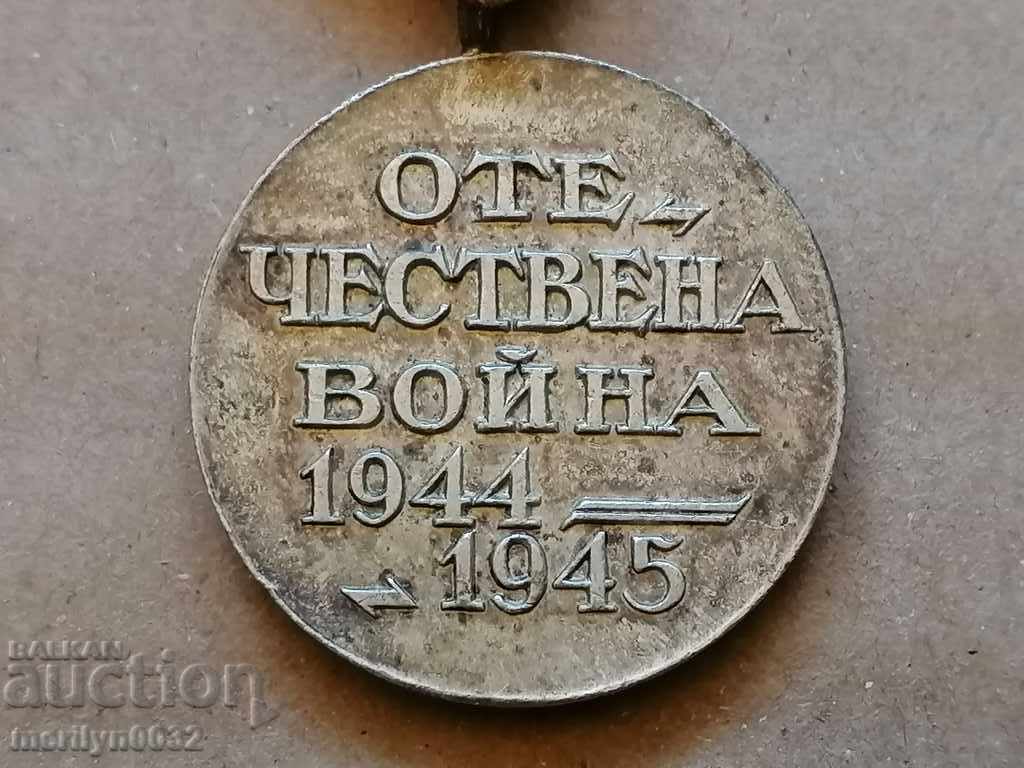 ОТЕ-
ЧЕСТВЕНА
ВОЙНА
1944 —
- 1945
BALKAN
auction
merilyn0032